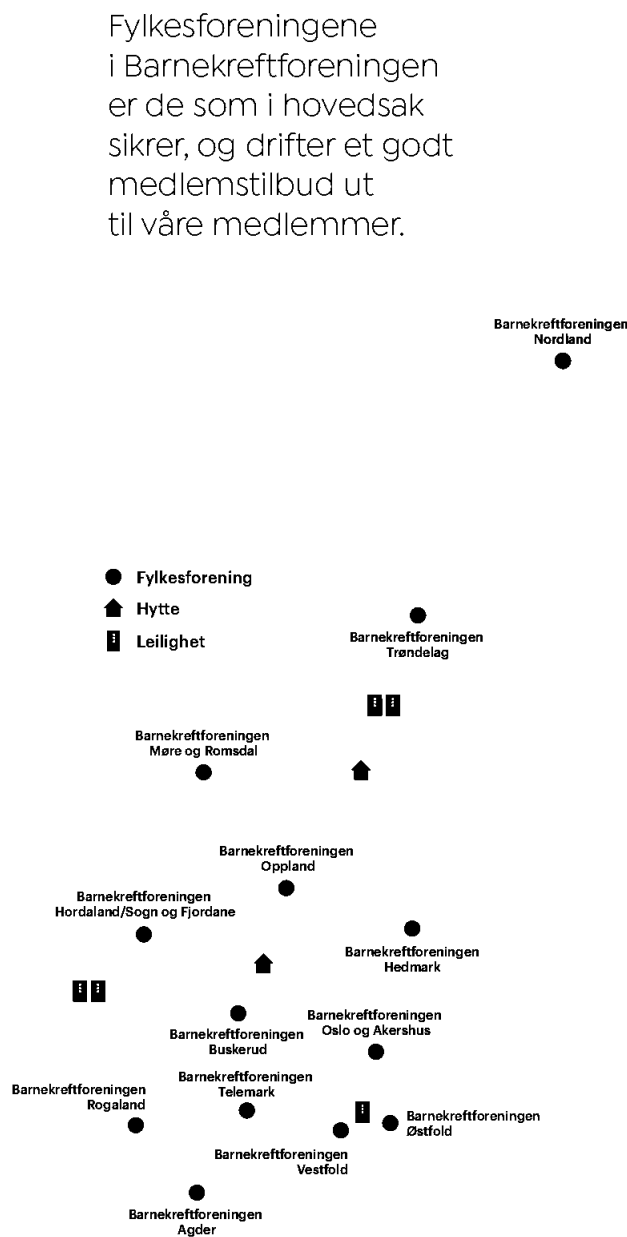 Fylkesforeningene
i Barnekreftforeningen
er de som i hovedsak
sikrer, og drifter et godt
medlemstilbud ut
til våre medlemmer.
Barnekreftforeningen
Nordland
Fylkesforening
Hytte
Leilighet
Barnekreftforeningen
Trøndelag
Barnekreftforeningen
Møre og Romsdal
Barnekreftforeningen
Oppland
Barnekreftforeningen
Hordaland/Sogn og Fjordane
Barnekreftforeningen
Hedmark
Barnekreftforeningen
Oslo og Akershus
Barnekreftforeningen
Buskerud
Barnekreftforeningen
Telemark
Barnekreftforeningen
Rogaland
Barnekreftforeningen
Østfold
Barnekreftforeningen
Vestfold
Barnekreftforeningen
Agder